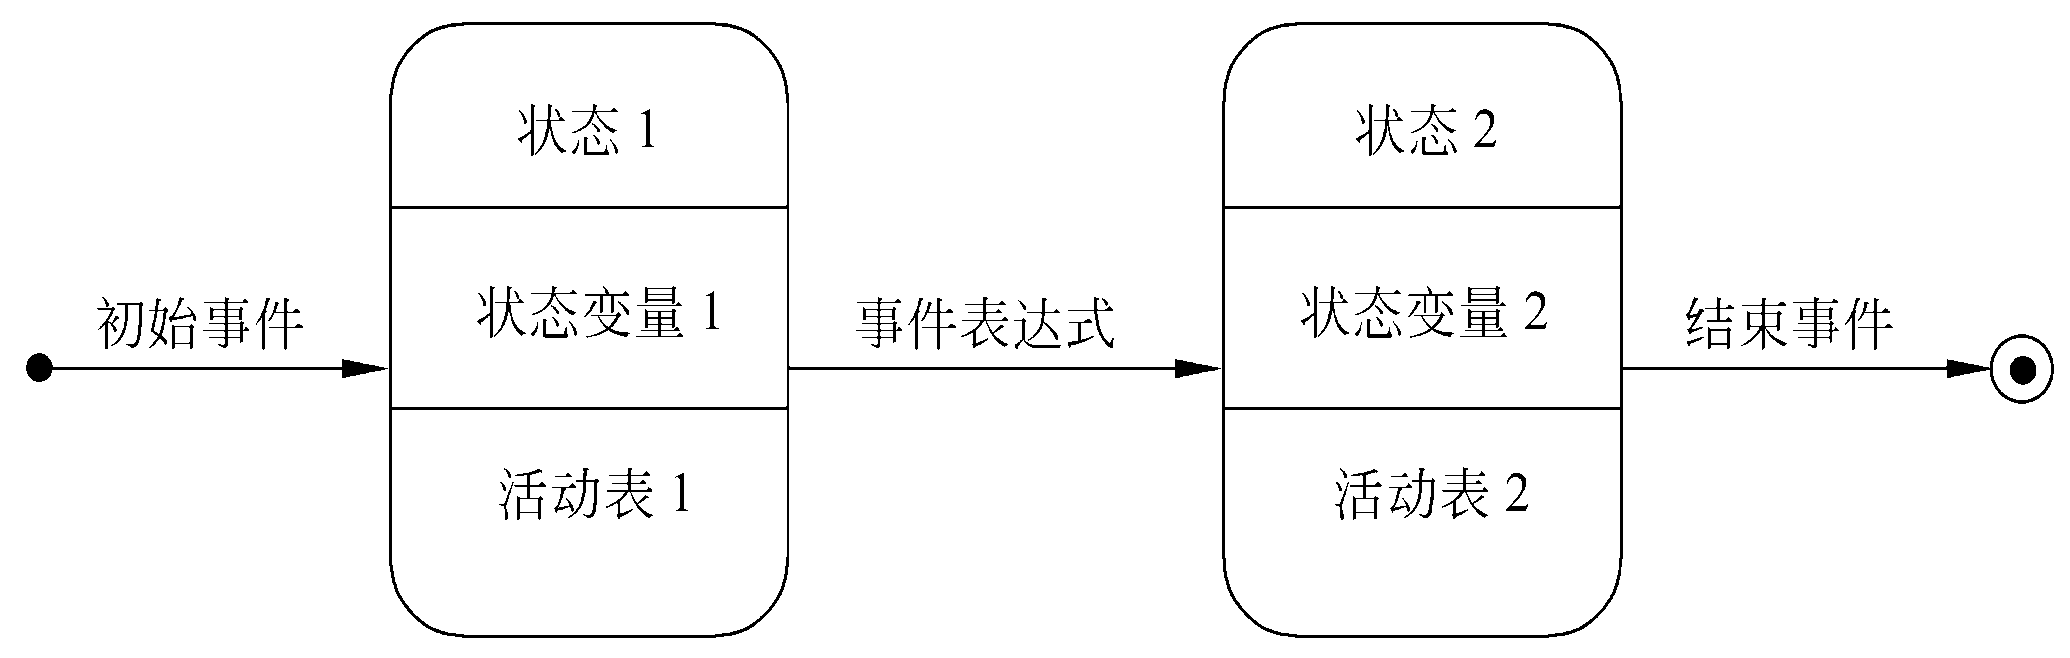 初始事件
状态 1
状态变量 1
活动表 1
事件表达式
状态 2
状态变量 2
活动表 2
结束事件